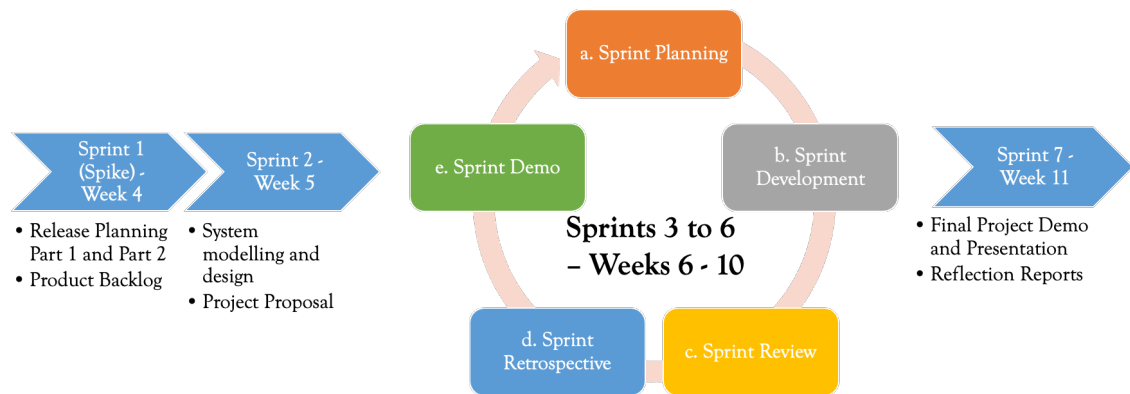 Sprint 1
(Spike) -
Week 4
• Release Planning
Part 1 and Part 2
• Product Backlog
Sprint 2 -
Week 5
• System
modelling and
design
• Project Proposal
a. Sprint Planning
b. Sprint
Development
c. Sprint Review
d. Sprint
Retrospective
e. Sprint Demo
Sprints 3 to 6
– Weeks 6 - 10
Sprint 7 -
Week 11
• Final Project Demo
and Presentation
• Reflection Reports